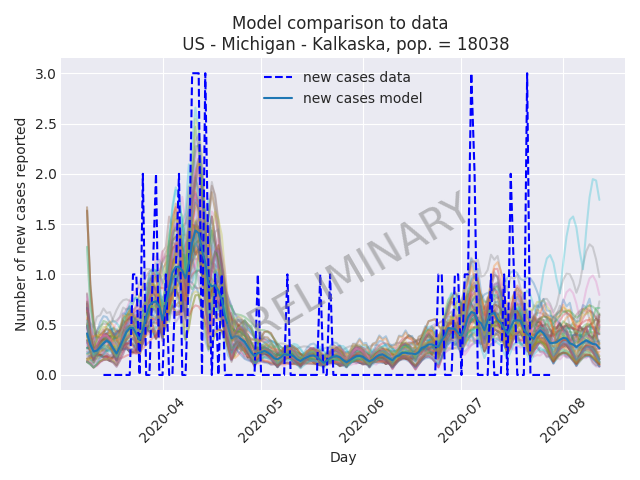 Model comparison to data
US - Michigan - Kalkaska, pop. = 18038
new cases data
new cases model
PRELIMINARY
Number of new cases reported
3.0
2.5
2.0
1.5
1.0
0.5
0.0
2020-04
2020-05
2020-06
2020-07
2020-08
Day